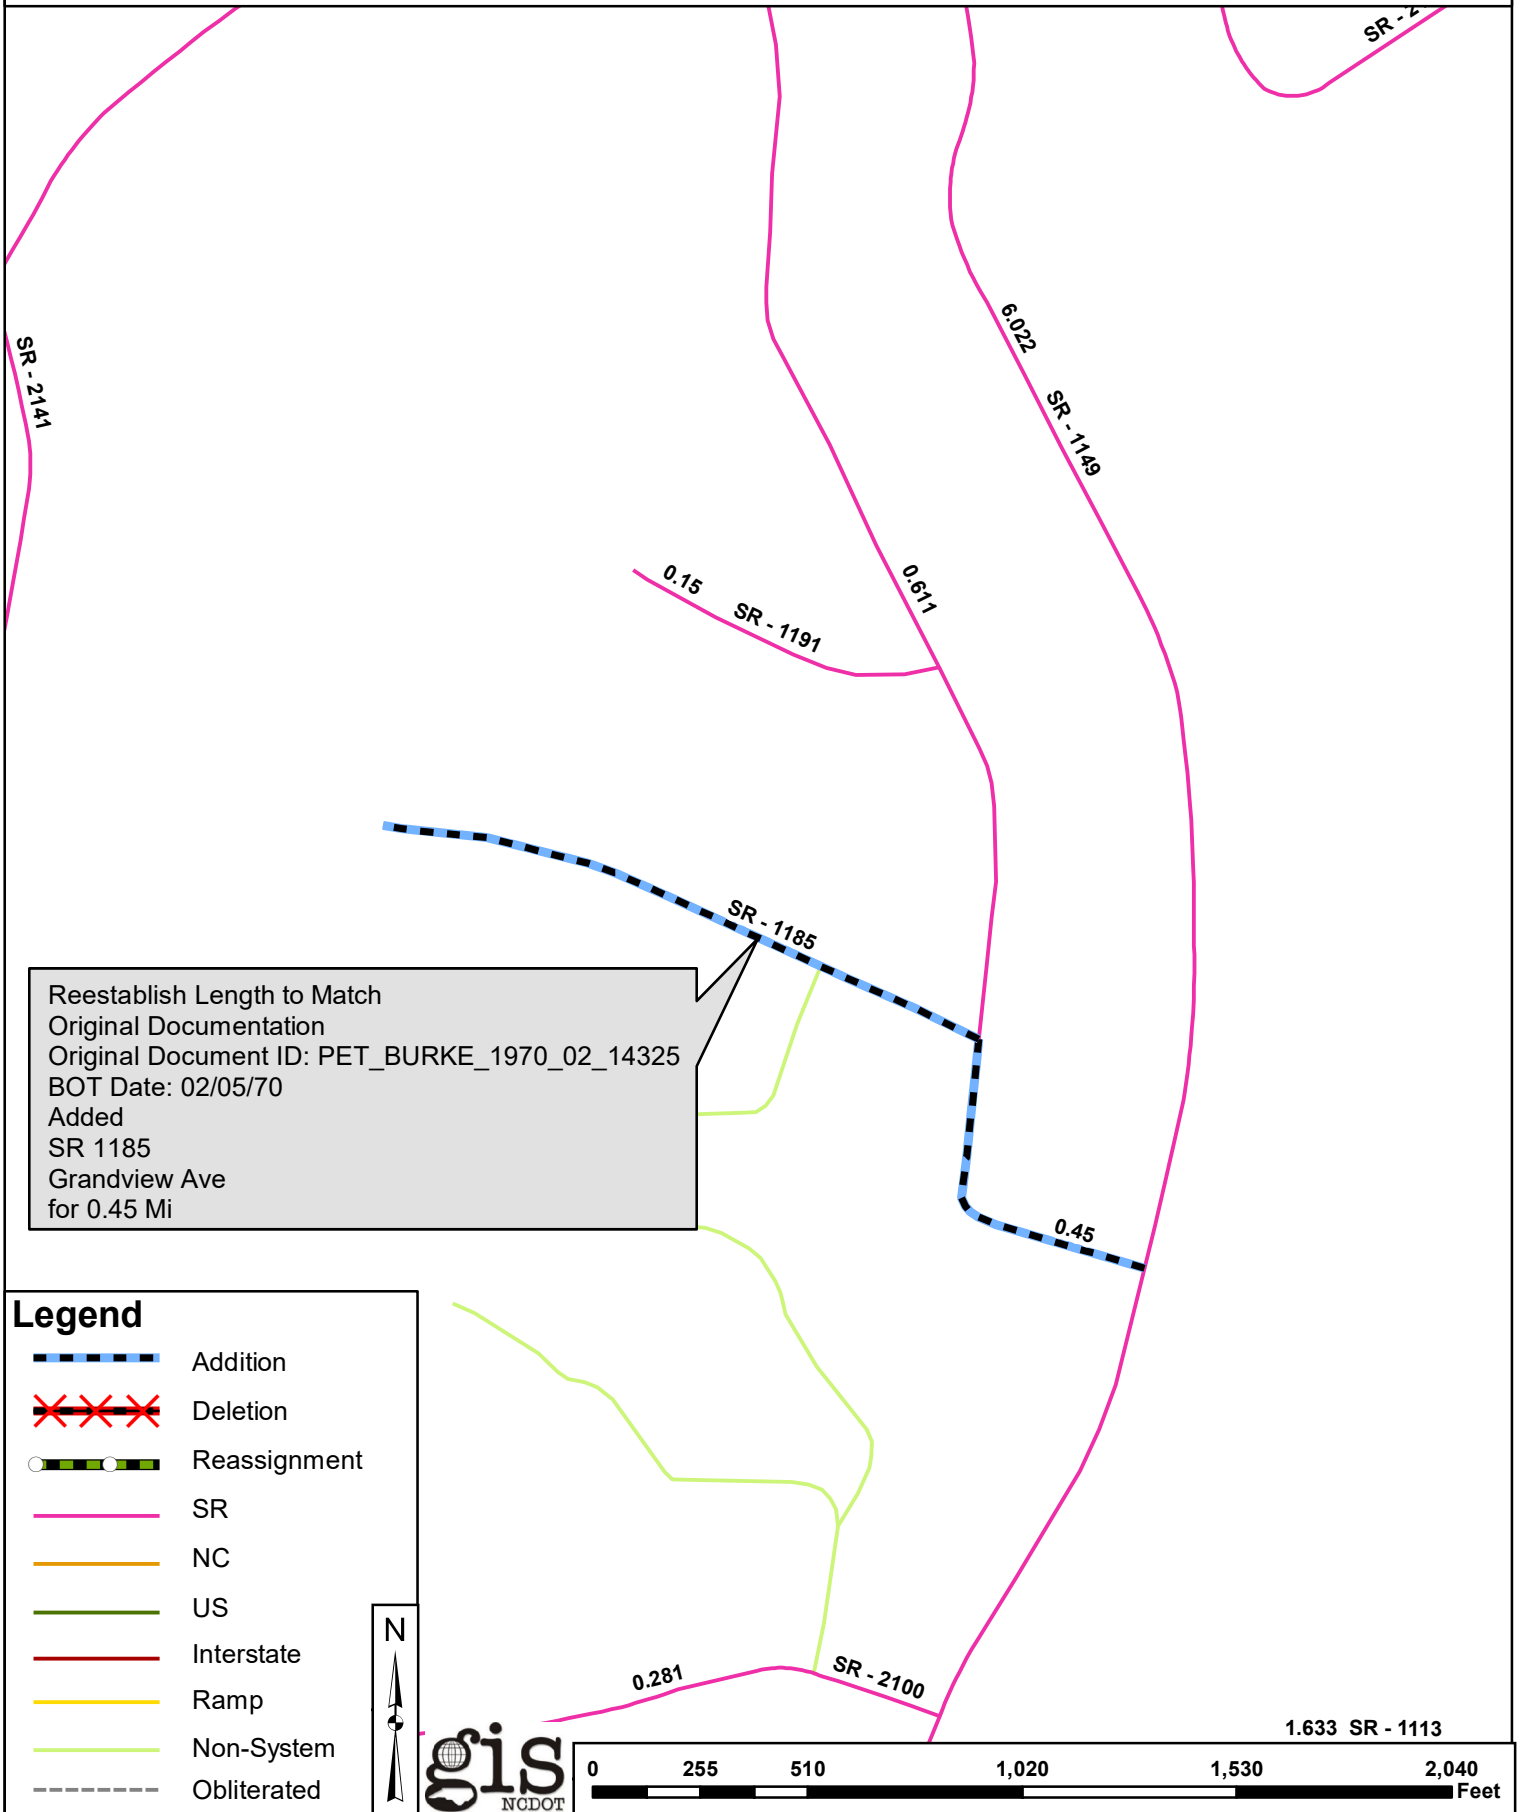 SR - 2141
6.022
SR - 1149
0.611
0.15
SR - 1191
SR - 1185
Reestablish Length to Match
Original Documentation
Original Document ID: PET_BURKE_1970_02_14325
BOT Date: 02/05/70
Added
SR 1185
Grandview Ave
for 0.45 Mi
0.45
Legend
Addition
Deletion
Reassignment
SR
NC
US
Interstate
Ramp
Non-System
Obliterated
N
0.281
SR - 2100
1.633 SR - 1113
gis
NCDOT
0 255 510 1,020 1,530 2,040
Feet